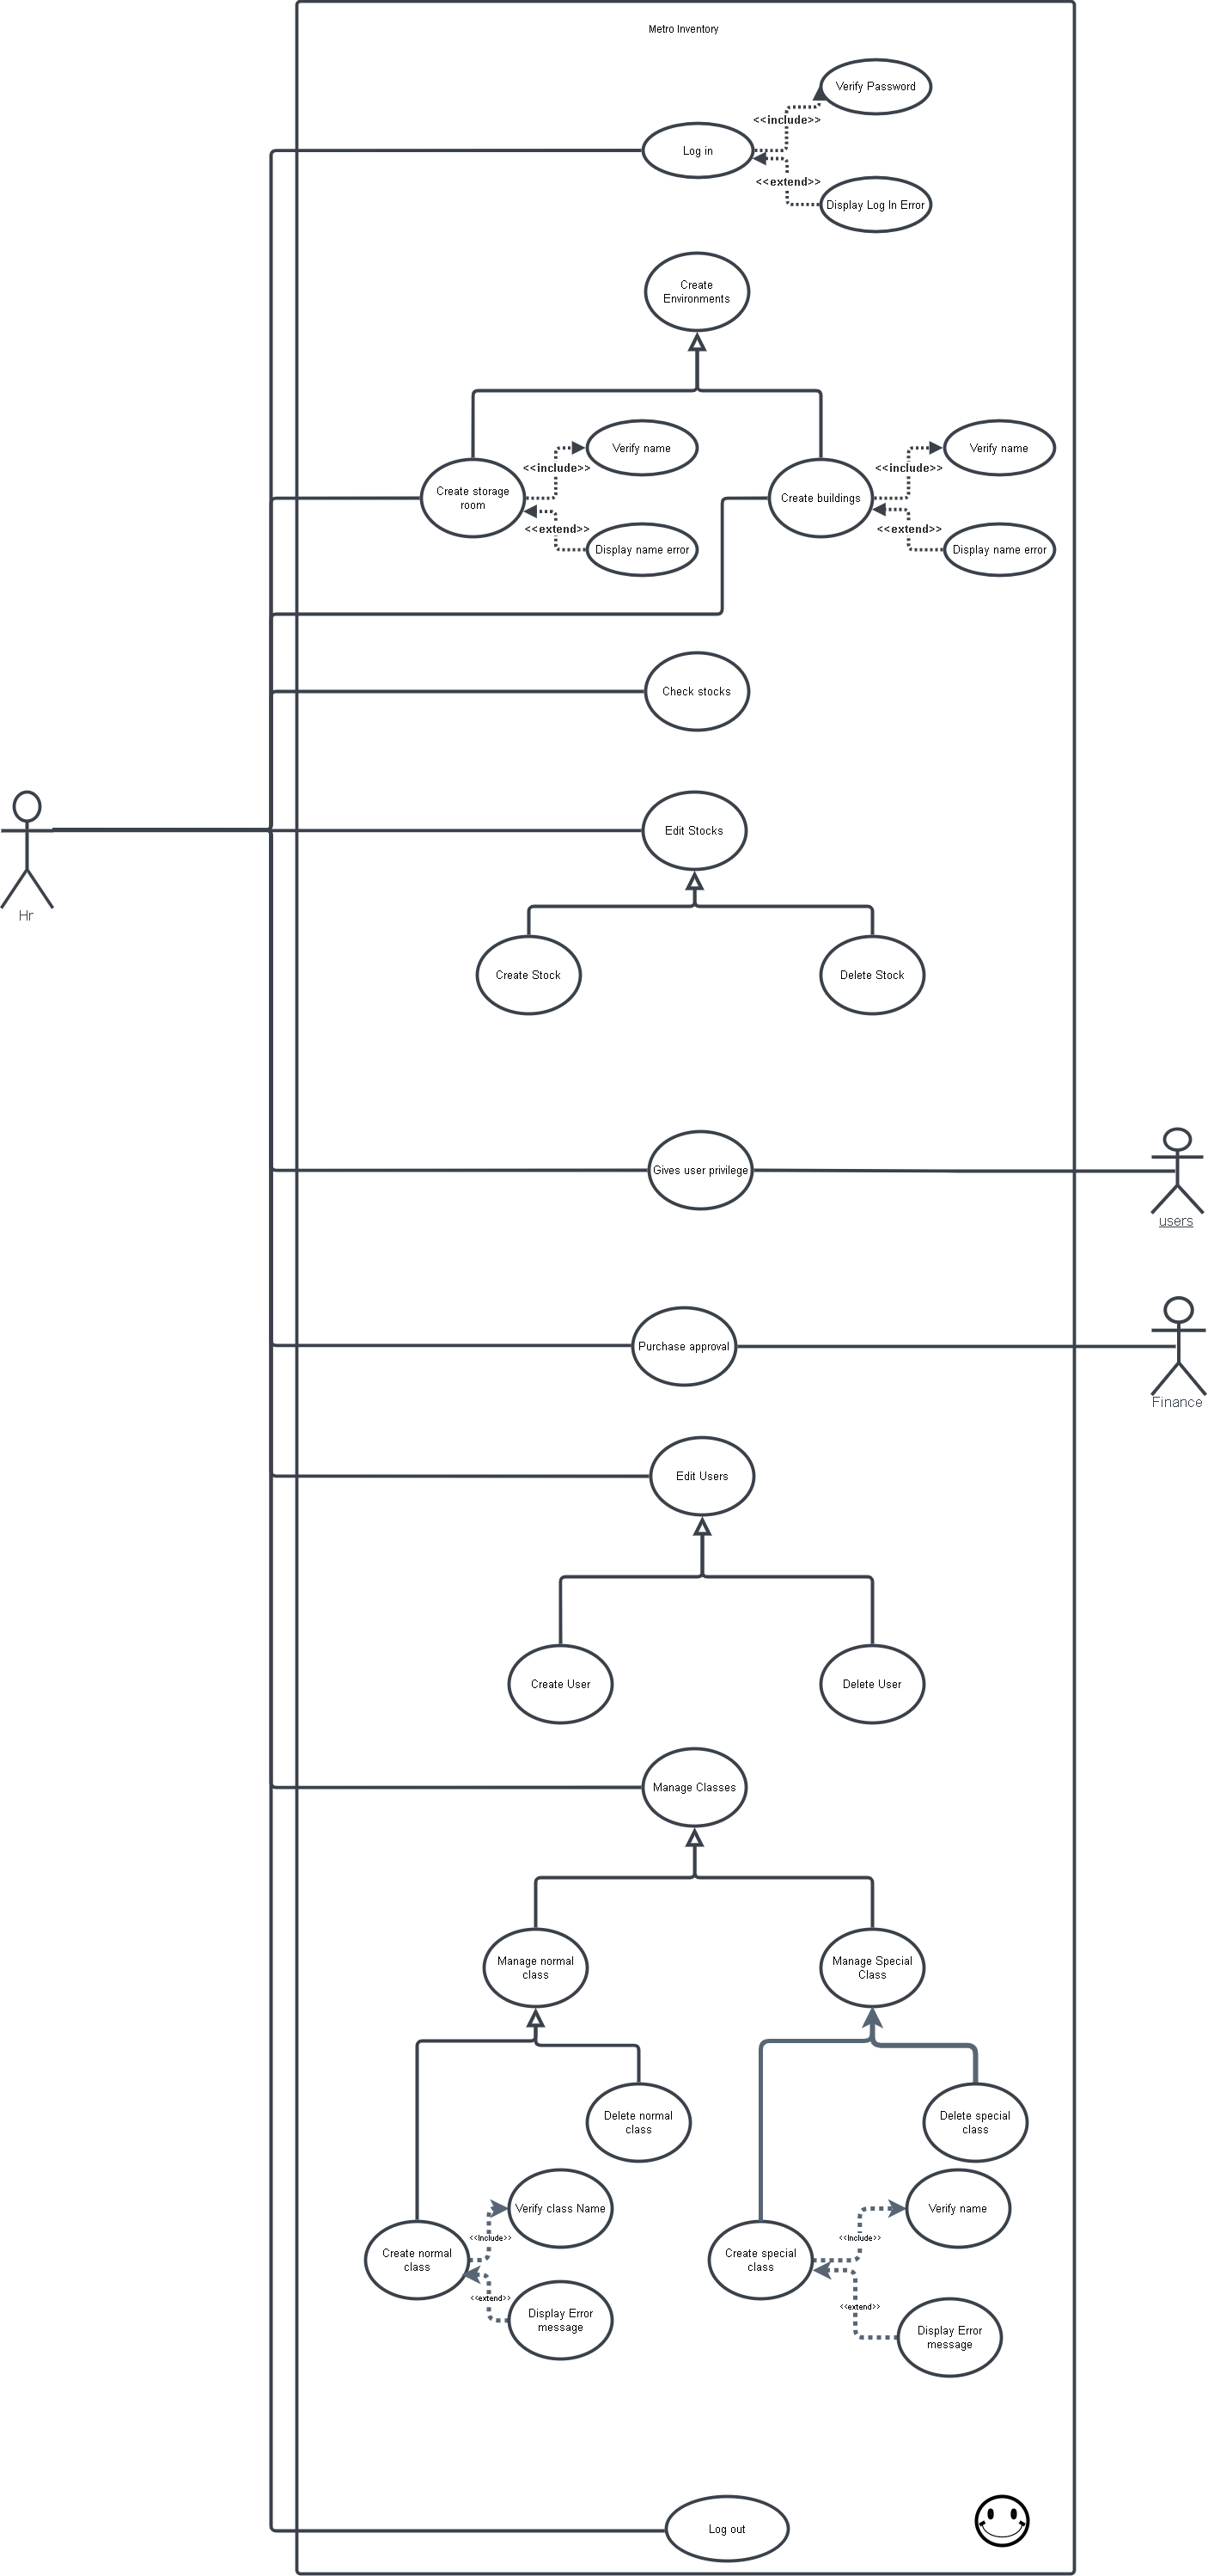 Metro Inventory
Verify Password
<<include>>
Log in
<<extend>>
Display Log In Error
Create
Environments
Verify name
Verify name
<<include>>
<<include>>
Create storage
room
Create buildings
<<extend>>
<<extend>>
Display name error
Display name error
Check stocks
Edit Stocks
Hr
Create Stock
Delete Stock
Gives user privilege
users
Purchase approval
Finance
Edit Users
Create User
Delete User
Manage Classes
Manage normal
class
Manage Special
Class
Delete normal
class
Delete special
class
Verify class Name
Verify name
<<Include>>
<<Include>>
Create normal
class
Create special
class
<<extend>>
<<extend>>
Display Error
message
Display Error
message
Log out